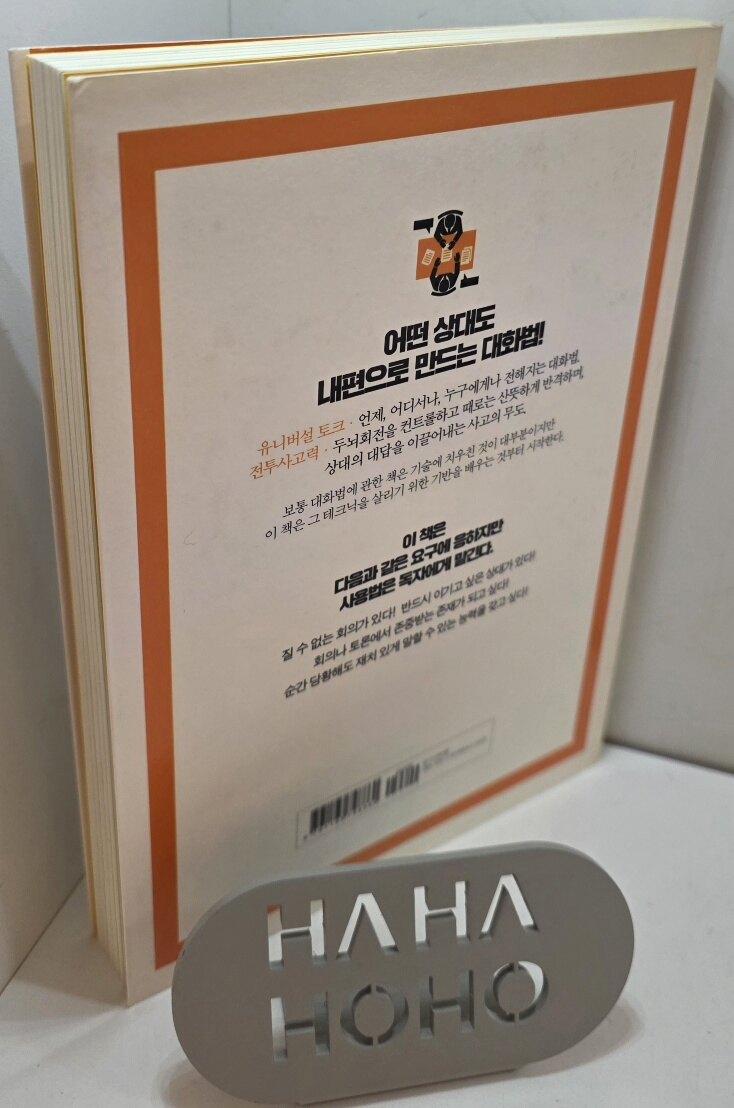 어떤 상대도
내편으로 만드는 대화법!
유니버설 토크 · 언제, 어디서나, 누구에게나 전해지는 대화법.
전투사고력 · 두뇌회전을 컨트롤하고 때로는 산뜻하게 반격하며,
상대의 대답을 이끌어내는 사고의 무도
보통 대화법에 관한 책은 기술에 치우친 것이 대부분이지만
이 책은 그 테크닉을 살리기 위한 기반을 배우는 것부터 시작한다.
이 책은
다음과 같은 요구에 응하지만
사용법은 독자에게 맡긴다.
질 수 없는 회의가 있다! 반드시 이기고 싶은 상대가 있다!
회의나 토론에서 존중받는 존재가 되고 싶다!
순간 당황해도 재치 있게 말할 수 있는 능력을 갖고 싶다!
HAHA
HOHO